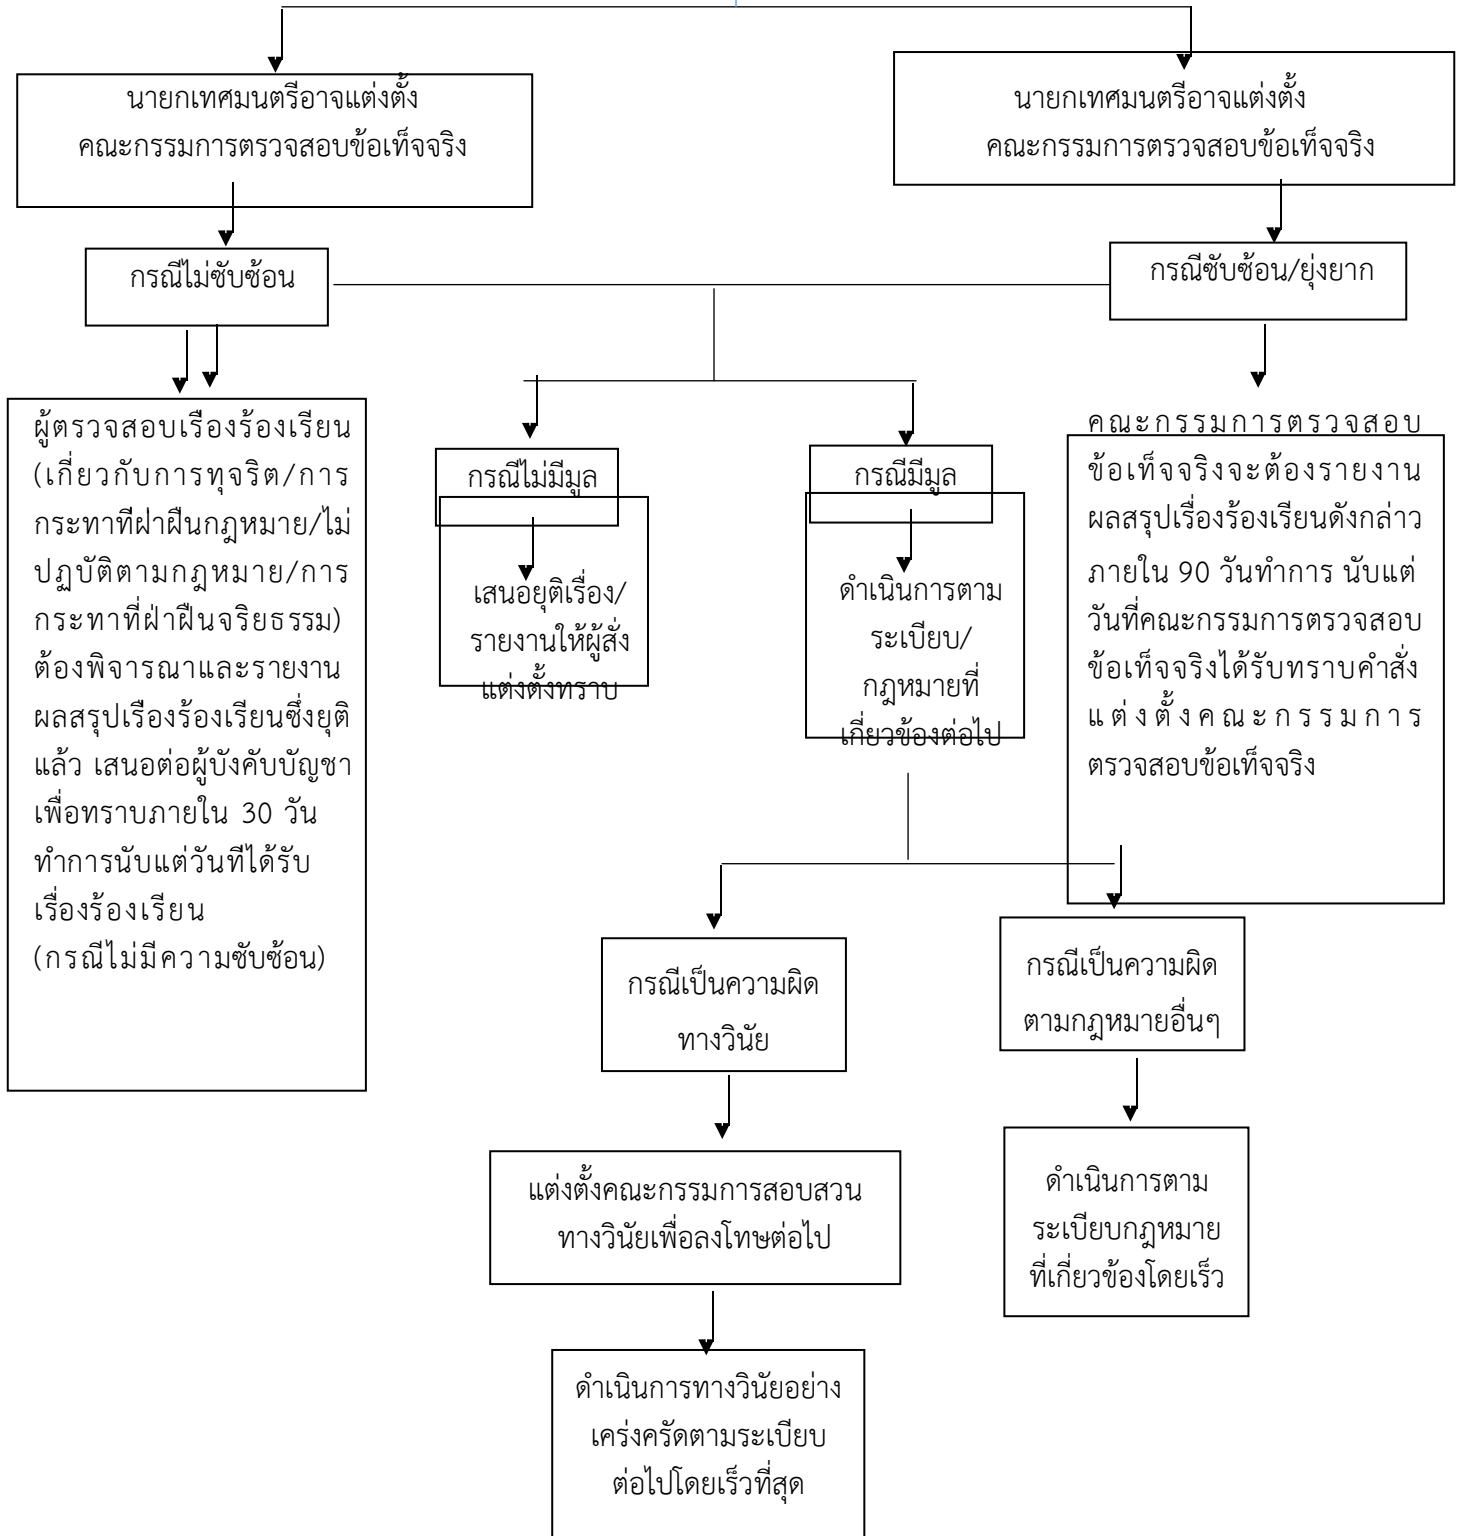 นายกเทศมนตรีอาจแต่งตั้ง
คณะกรรมการตรวจสอบข้อเท็จจริง
นายกเทศมนตรีอาจแต่งตั้ง
คณะกรรมการตรวจสอบข้อเท็จจริง
กรณีไม่ซับซ้อน
กรณีซับซ้อน/ยุ่งยาก
ผู้ตรวจสอบเรืองร้องเรียน
(เกี่ยวกับการทุจริต/การ
กระทาทีฝ่าฝืนกฎหมาย/ไม่
ปฏบัติตามกฎหมาย/การ
กระทาที่ฝ่าฝืนจริยธรรม)
ต้องพิจารณาและรายงาน
ผลสรุปเรืองร้องเรียนซึ่งยุติ
แล้ว เสนอต่อผู้บังคับบัญชา
เพื่อทราบภายใน 30 วัน
ทำการนับแต่วันทีได้รับ
เรื่องร้องเรียน
(กรณีไม่มีความซับซ้อน)
กรณีไม่มีมูล
เสนอยุติเรื่อง/
รายงานให้ผู้สั่ง
แต่งตั้งทราบ
กรณีมีมูล
ดำเนินการตาม
ระเบียบ/
กฎหมายที่
เกี่ยวข้องต่อไป
คณะกรรมการตรวจสอบ
ข้อเท็จจริงจะต้องรายงาน
ผลสรุปเรื่องร้องเรียนดังกล่าว
ภายใน 90 วันทำการ นับแต่
วันที่คณะกรรมการตรวจสอบ
ข้อเท็จจริงได้รับทราบคำสั่ง
แต่งตั้งคณะกรรมการ
ตรวจสอบข้อเท็จจริง
กรณีเป็นความผิด
ทางวินัย
กรณีเป็นความผิด
ตามกฎหมายอื่นๆ
แต่งตั้งคณะกรรมการสอบสวน
ทางวินัยเพื่อลงโทษต่อไป
ดำเนินการตาม
ระเบียบกฎหมาย
ที่เกี่ยวข้องโดยเร็ว
ดำเนินการทางวินัยอย่าง
เคร่งครัดตามระเบียบ
ต่อไปโดยเร็วที่สุด